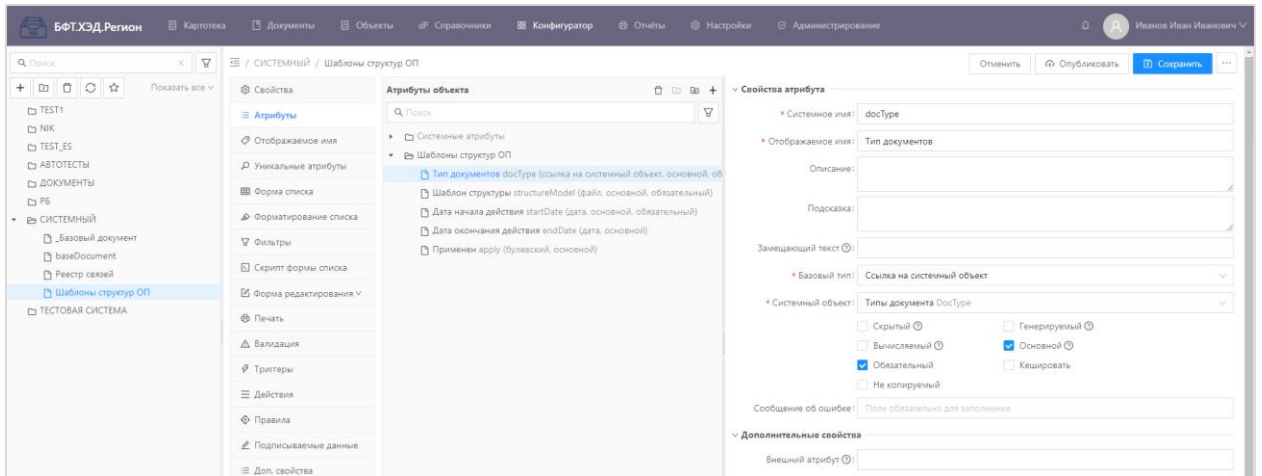 БФТ.ХЭД.Регион Картотека Документы Объекты Справочники Конфигуратор Отчёты Настройки Администрирование Иванов Иван Иванович
Поиск
СИСТЕМНЫЙ / Шаблоны структур ОП
Отменить Опубликовать Сохранить ...
Показать все
TEST1
NIK
TEST_ES
АВТОТЕСТЫ
ДОКУМЕНТЫ
РБ
СИСТЕМНЫЙ
_Базовый документ
baseDocument
Реестр связей
Шаблоны структур ОП
ТЕСТОВАЯ СИСТЕМА
Свойства
Атрибуты
Отображаемое имя
Уникальные атрибуты
Форма списка
Форматирование списка
Фильтры
Скрипт формы списка
Форма редактирования
Печать
Валидация
Триггеры
Действия
Правила
Подписываемые данные
Доп. свойства
Атрибуты объекта
Поиск
Системные атрибуты
Шаблоны структур ОП
Тип документов docType (ссылка на системный объект, основной, об
Шаблон структуры structureModel (файл, основной, обязательный)
Дата начала действия startDate (дата, основной, обязательный)
Дата окончания действия endDate (дата, основной)
Применен apply (булевский, основной)
Свойства атрибута
* Системное имя: docType
* Отображаемое имя: Тип документов
Описание:
Подсказка:
Замещающий текст:
* Базовый тип: Ссылка на системный объект
* Системный объект: Типы документа DocType
Скрытый Генерируемый
Вычисляемый Основной
Обязательный Кешировать
Не копируемый
Сообщение об ошибке: Поле обязательно для заполнения.
Дополнительные свойства
Внешний атрибут: